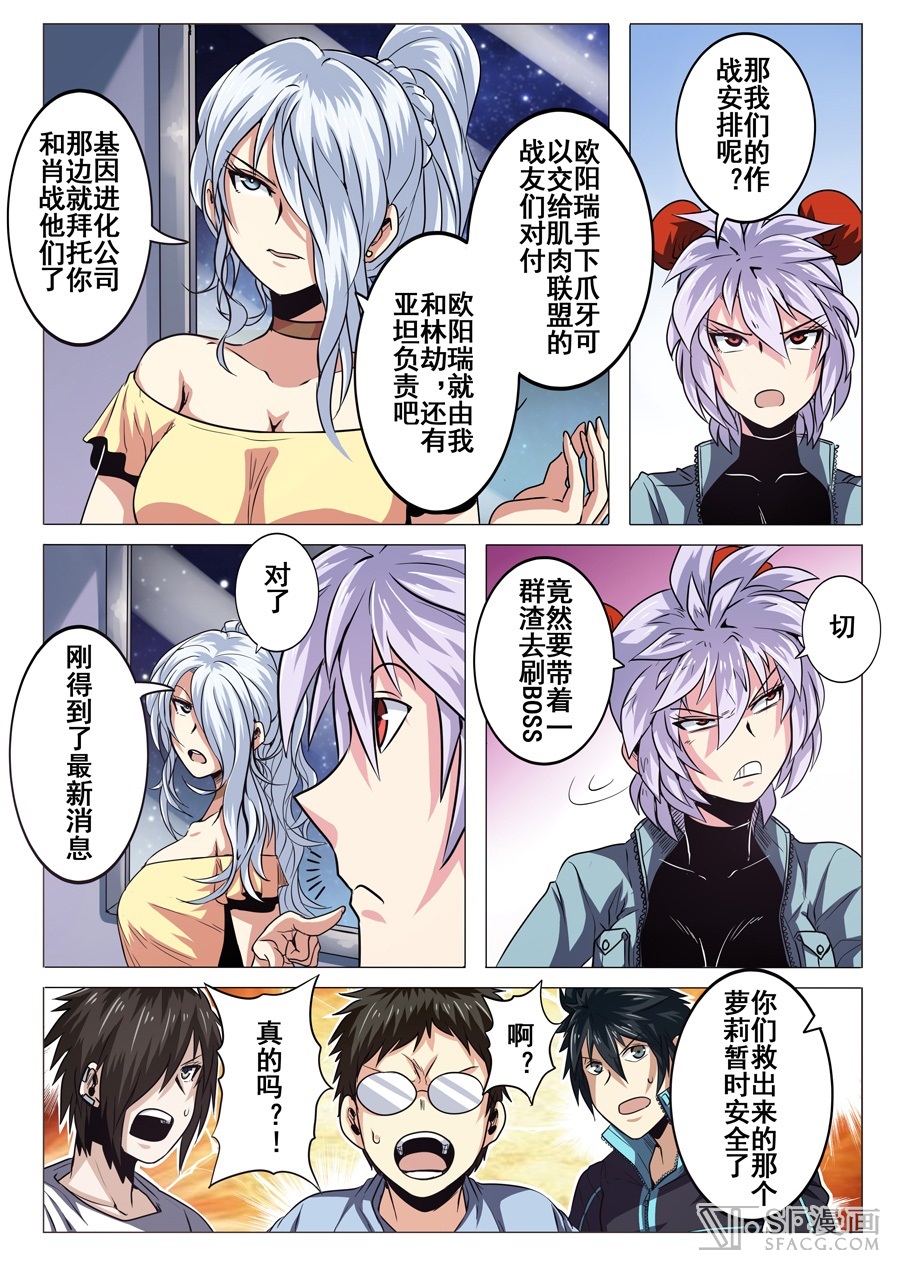 那我们的作
战安排呢？
欧阳瑞手下爪牙可
以交给肌肉联盟的
战友们对付
欧阳瑞就由我
和林劫，还有
亚坦负责吧
基因进化公司
那边就拜托你
和肖战他们了
切
竟然要带着一
群渣去刷BOSS
对
了
刚得到了最新消息
你们救出来的那个
萝莉暂时安全了
啊？
真的吗？！
SF漫画
SFACG.COM